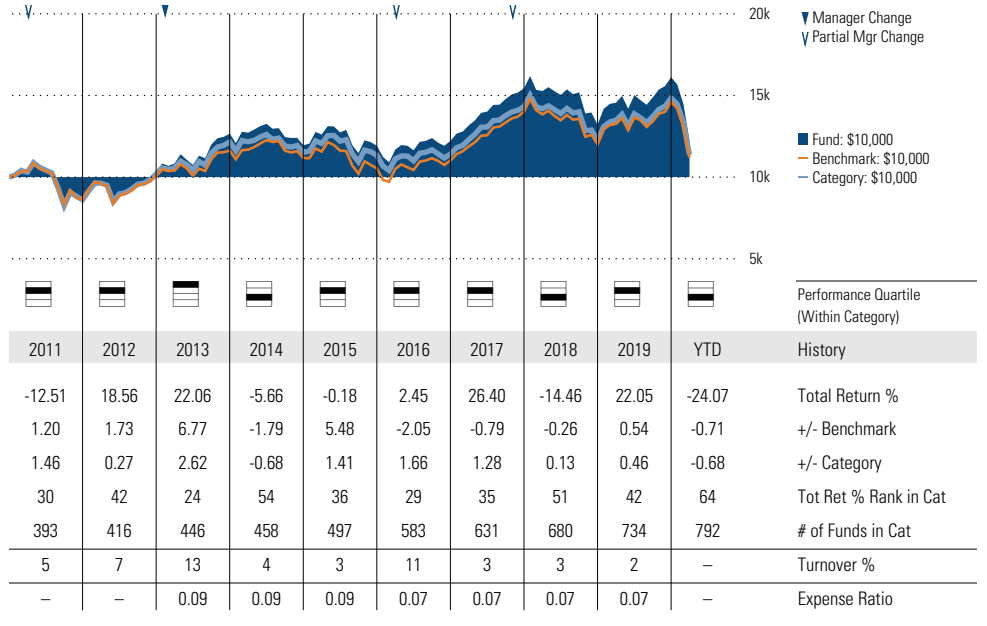 20k
Manager Change
Partial Mgr Change
15k
Fund: $10,000
Benchmark: $10,000
10k
Category: $10,000
5k
Performance Quartile
(Within Category)
2011 2012 2013 2014 2015 2016 2017 2018 2019 YTD History
-12.51 18.56 22.06 -5.66 -0.18 2.45 26.40 -14.46 22.05 -24.07 Total Return %
1.20 1.73 6.77 -1.79 5.48 -2.05 -0.79 -0.26 0.54 -0.71 +/- Benchmark
1.46 0.27 2.62 -0.68 1.41 1.66 1.28 0.13 0.46 -0.68 +/- Category
30 42 24 54 36 29 35 51 42 64 Tot Ret % Rank in Cat
393 416 446 458 497 583 631 680 734 792 # of Funds in Cat
5 7 13 4 3 11 3 3 2 – Turnover %
– – 0.09 0.09 0.09 0.07 0.07 0.07 0.07 – Expense Ratio